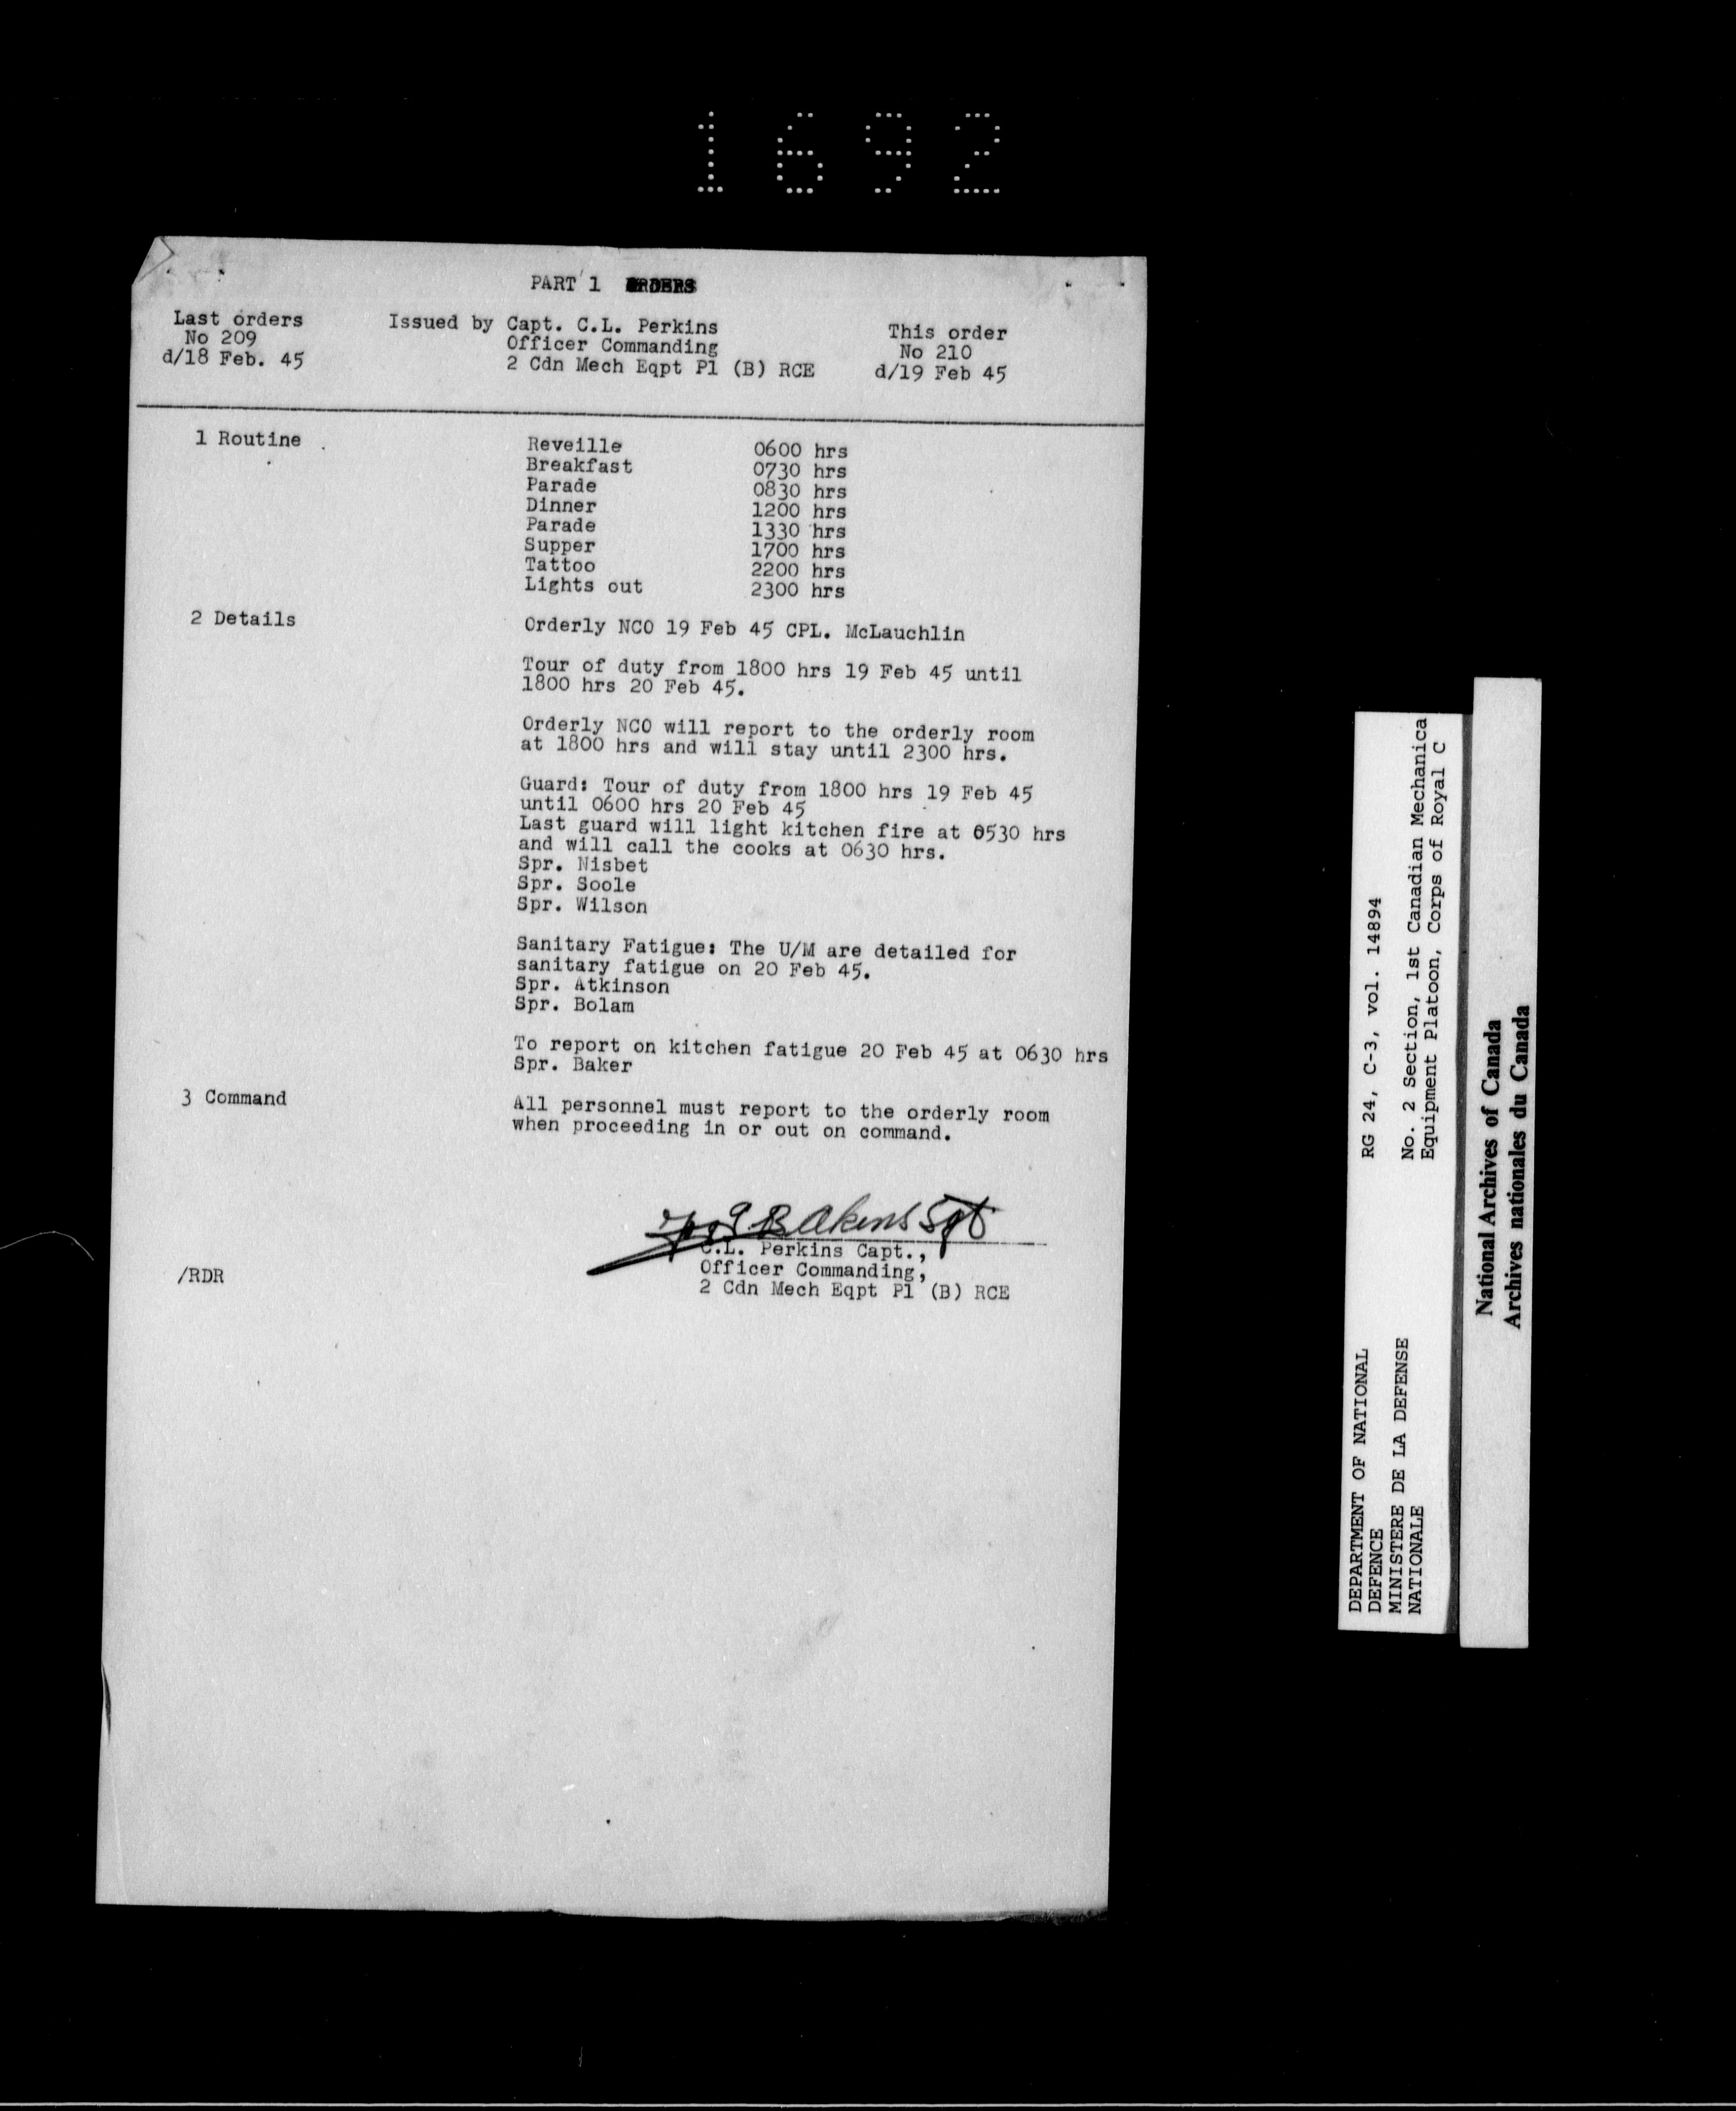 1692
PART 1 ORDERS
Last orders
No 209
d/18 Feb. 45
Issued by Capt. C.L. Perkins
Officer Commanding
2 Cdn Mech Eqpt Pl (B) RCE
This order
No 210
d/19 Feb 45
1 Routine
Reveille 0600 hrs
Breakfast 0730 hrs
Parade 0830 hrs
Dinner 1200 hrs
Parade 1330 hrs
Supper 1700 hrs
Tattoo 2200 hrs
Lights out 2300 hrs
2 Details
Orderly NCO 19 Feb 45 CPL. McLauchlin
Tour of duty from 1800 hrs 19 Feb 45 until
1800 hrs 20 Feb 45.
Orderly NCO will report to the orderly room
at 1800 hrs and will stay until 2300 hrs.
Guard: Tour of duty from 1800 hrs 19 Feb 45
until 0600 hrs 20 Feb 45
Last guard will light kitchen fire at 0530 hrs
and will call the cooks at 0630 hrs.
Spr. Nisbet
Spr. Soole
Spr. Wilson
Sanitary Fatigue: The U/M are detailed for
sanitary fatigue on 20 Feb 45.
Spr. Atkinson
Spr. Bolam
To report on kitchen fatigue 20 Feb 45 at 0630 hrs
Spr. Baker
3 Command
All personnel must report to the orderly room
when proceeding in or out on command.
B Akins Sgt
C.L. Perkins Capt.,
Officer Commanding,
2 Cdn Mech Eqpt Pl (B) RCE
/RDR
DEPARTMENT OF NATIONAL
DEFENCE
MINISTERE DE LA DEFENSE
NATIONALE
RG 24, C-3, vol. 14894
No. 2 Section, 1st Canadian Mechanica
Equipment Platoon, Corps of Royal C
National Archives of Canada
Archives nationales du Canada